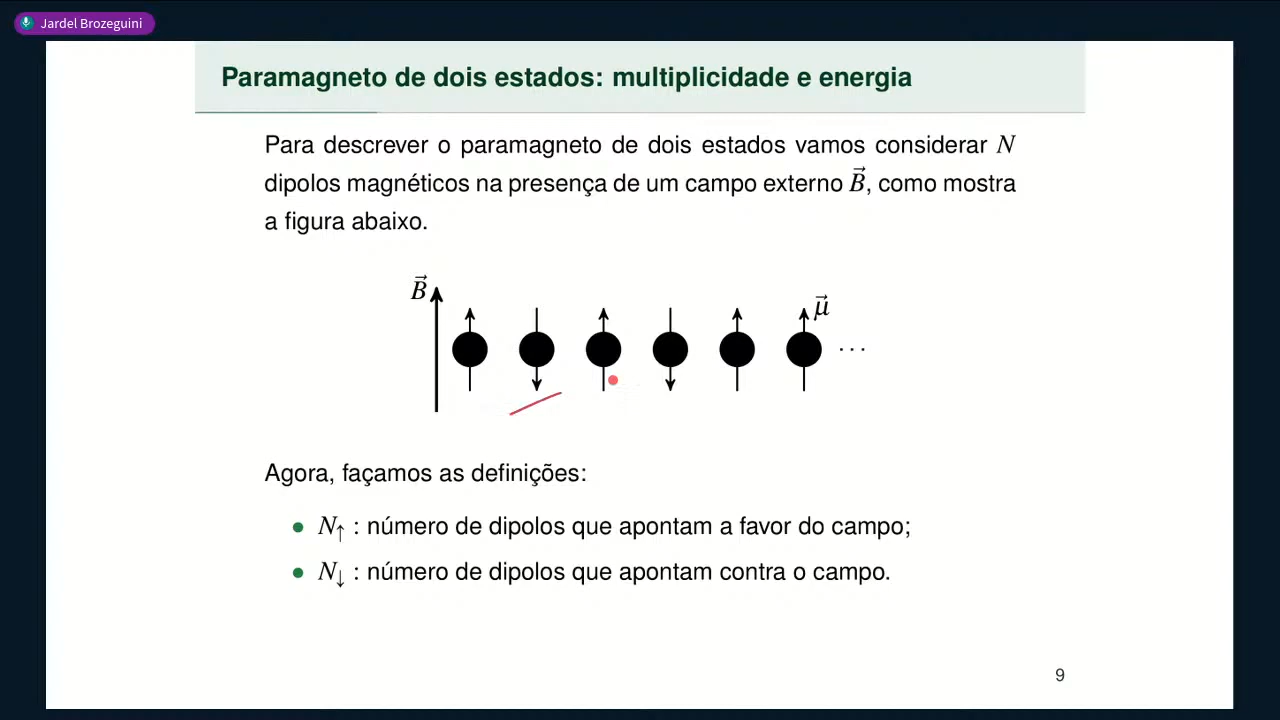 Jardel Brozeguini
Paramagneto de dois estados: multiplicidade e energia
Para descrever o paramagneto de dois estados vamos considerar N
dipolos magnéticos na presença de um campo externo B⃗, como mostra
a figura abaixo.
B⃗
μ⃗
...
Agora, façamos as definições:
• N↑ : número de dipolos que apontam a favor do campo;
• N↓ : número de dipolos que apontam contra o campo.
9